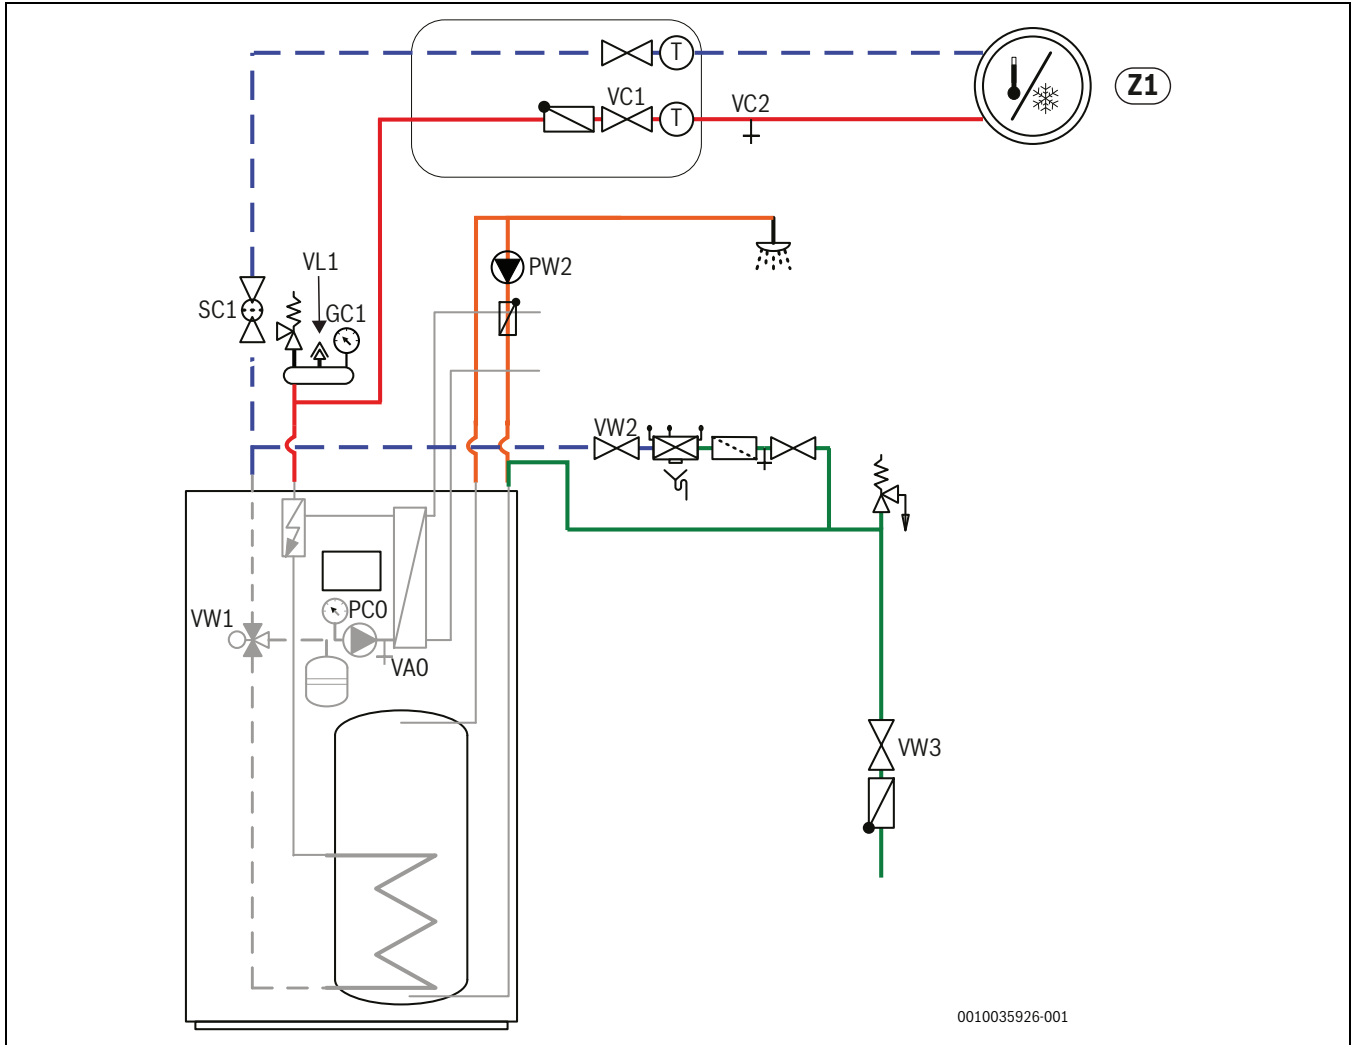 T
Z1
VC1
T
VC2
VL1
PW2
SC1
GC1
VW2
PC0
VW1
VA0
VW3
0010035926-001